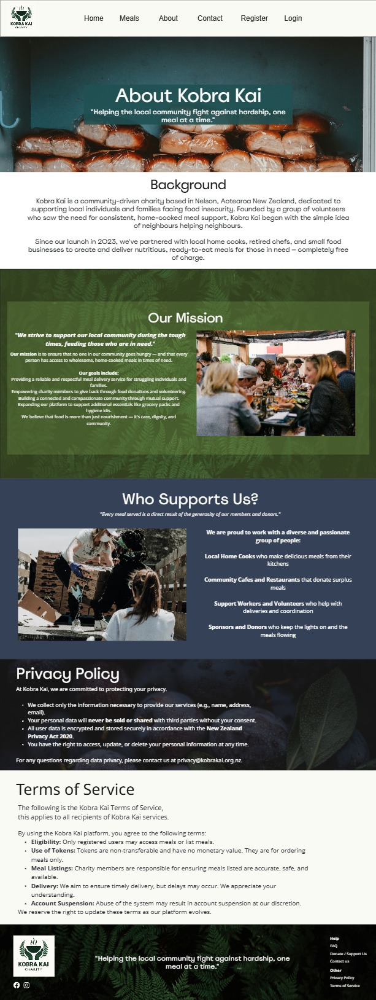 KOBRA KAI
CHARITY
Home Meals About Contact Register Login
About Kobra Kai
"Helping the local community fight against hardship, one
meal at a time."
Background
Kobra Kai is a community-driven charity based in Nelson, Aotearoa New Zealand, dedicated to
supporting local individuals and families facing food insecurity. Founded by a group of volunteers
who saw the need for consistent, home-cooked meal support, Kobra Kai began with the simple idea
of neighbours helping neighbours.
Since our launch in 2023, we've partnered with local home cooks, retired chefs, and small food
businesses to create and deliver nutritious, ready-to-eat meals for those in need — completely free
of charge.
Our Mission
"We strive to support our local community during the tough
times, feeding those who are in need."
Our mission is to ensure that no one in our community goes hungry — and that every
person has access to wholesome, home-cooked meals in times of need.
Our goals include:
Providing a reliable and respectful meal delivery service for struggling individuals and
families.
Empowering charity members to give back through food donations and volunteering.
Building a connected and compassionate community through mutual support.
Expanding our platform to support additional essentials like grocery packs and
hygiene kits.
We believe that food is more than just nourishment — it's care, dignity, and
community.
Who Supports Us?
"Every meal served is a direct result of the generosity of our members and donors."
We are proud to work with a diverse and passionate
group of people:
Local Home Cooks who make delicious meals from their
kitchens
Community Cafes and Restaurants that donate surplus
meals
Support Workers and Volunteers who help with
deliveries and coordination
Sponsors and Donors who keep the lights on and the
meals flowing
Privacy Policy
At Kobra Kai, we are committed to protecting your privacy.
• We collect only the information necessary to provide our services (e.g., name, address,
email).
• Your personal data will never be sold or shared with third parties without your consent.
• All user data is encrypted and stored securely in accordance with the New Zealand
Privacy Act 2020.
• You have the right to access, update, or delete your personal information at any time.
For any questions regarding data privacy, please contact us at privacy@kobrakai.org.nz.
Terms of Service
The following is the Kobra Kai Terms of Service,
this applies to all recipients of Kobra Kai services.
By using the Kobra Kai platform, you agree to the following terms:
• Eligibility: Only registered users may access meals or list meals.
• Use of Tokens: Tokens are non-transferable and have no monetary value. They are for ordering
meals only.
• Meal Listings: Charity members are responsible for ensuring meals listed are accurate, safe, and
available.
• Delivery: We aim to ensure timely delivery, but delays may occur. We appreciate your
understanding.
• Account Suspension: Abuse of the system may result in account suspension at our discretion.
We reserve the right to update these terms as our platform evolves.
KOBRA KAI
CHARITY
"Helping the local community fight against hardship, one
meal at a time."
Help
FAQ
Donate / Support Us
Contact us
Other
Privacy Policy
Terms of Service